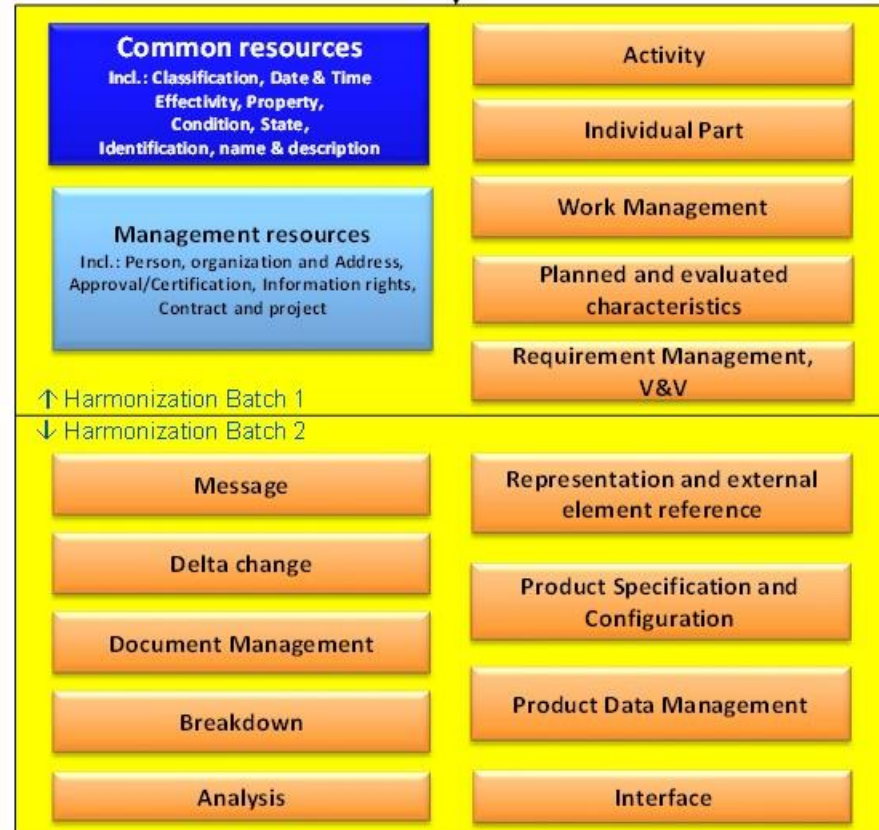 Common resources
Incl.: Classification, Date & Time
Effectivity, Property,
Condition, State,
Identification, name & description
Management resources
Incl.: Person, organization and Address,
Approval/Certification, Information rights,
Contract and project
Activity
Individual Part
Work Management
Planned and evaluated
characteristics
Requirement Management,
V&V
↑ Harmonization Batch 1
↓ Harmonization Batch 2
Message
Delta change
Document Management
Breakdown
Analysis
Representation and external
element reference
Product Specification and
Configuration
Product Data Management
Interface